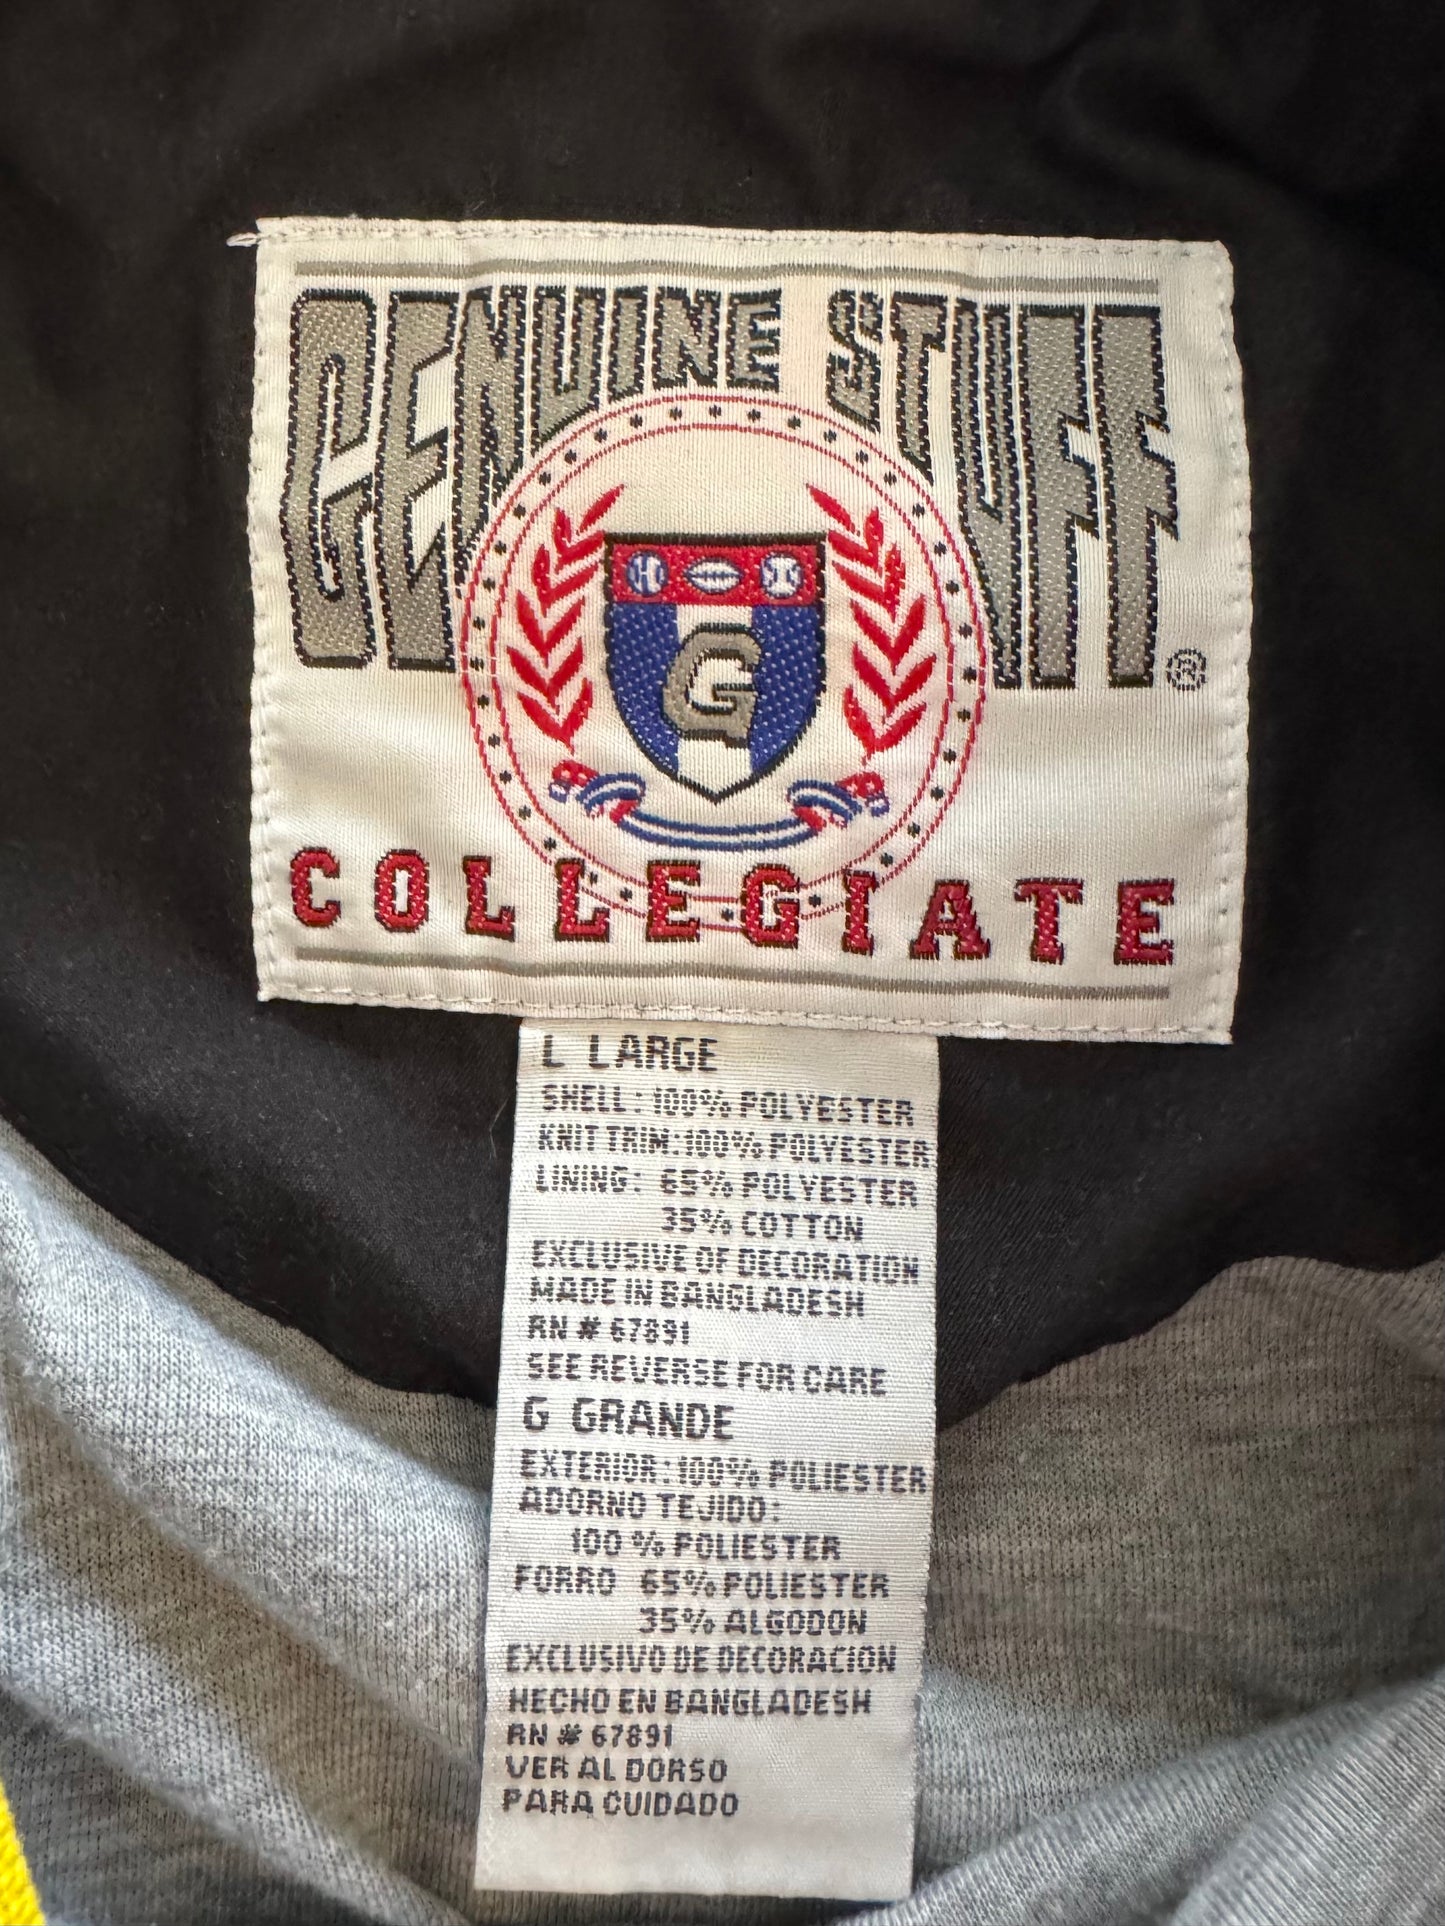 GENUINE STUFF ®
G
COLLEGIATE
L LARGE
SHELL: 100% POLYESTER
KNIT TRIM: 100% POLYESTER
LINING: 65% POLYESTER
35% COTTON
EXCLUSIVE OF DECORATION
MADE IN BANGLADESH
RN # 67891
SEE REVERSE FOR CARE
G GRANDE
EXTERIOR: 100% POLIESTER
ADORNO TEJIDO:
100 % POLIESTER
FORRO 65% POLIESTER
35% ALGODON
EXCLUSIVO DE DECORACION
HECHO EN BANGLADESH
RN # 67891
VER AL DORSO
PARA CUIDADO